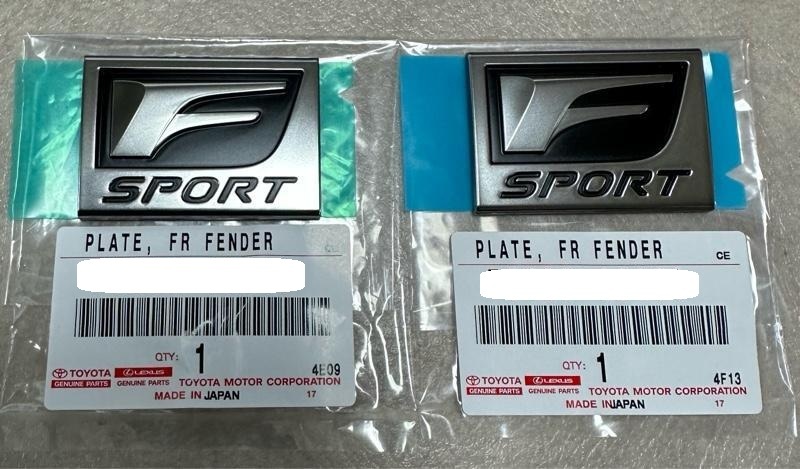 F
SPORT
PLATE, FR FENDER
QTY: 1
4E09
TOYOTA
GENUINE PARTS
LEXUS
GENUINE PARTS
TOYOTA MOTOR CORPORATION
MADE IN JAPAN
17
F
SPORT
PLATE, FR FENDER
CE
QTY: 1
4F13
TOYOTA
GENUINE PARTS
LEXUS
GENUINE PARTS
TOYOTA MOTOR CORPORATION
MADE IN JAPAN
17